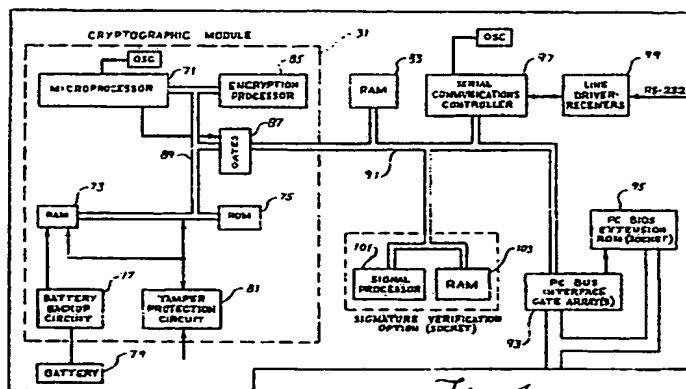 CRYPTOGRAPHIC MODULE
31
OSC
71
MICROPROCESSOR
85
ENCRYPTION
PROCESSOR
87
GATES
89
73
RAM
ROM
75
77
BATTERY
BACKUP
CIRCUIT
TAMPER
PROTECTION
CIRCUIT
81
BATTERY
79
RAM
83
91
OSC
SERIAL
COMMUNICATIONS
CONTROLLER
97
LINE
DRIVER-
RECEIVERS
99
RS-232
101
SIGNAL
PROCESSOR
RAM
103
SIGNATURE VERIFICATION
OPTION (SOCKET)
95
PC BIOS
EXTENSION
ROM (SOCKET)
PC BUS
INTERFACE
GATE ARRAY(S)
93